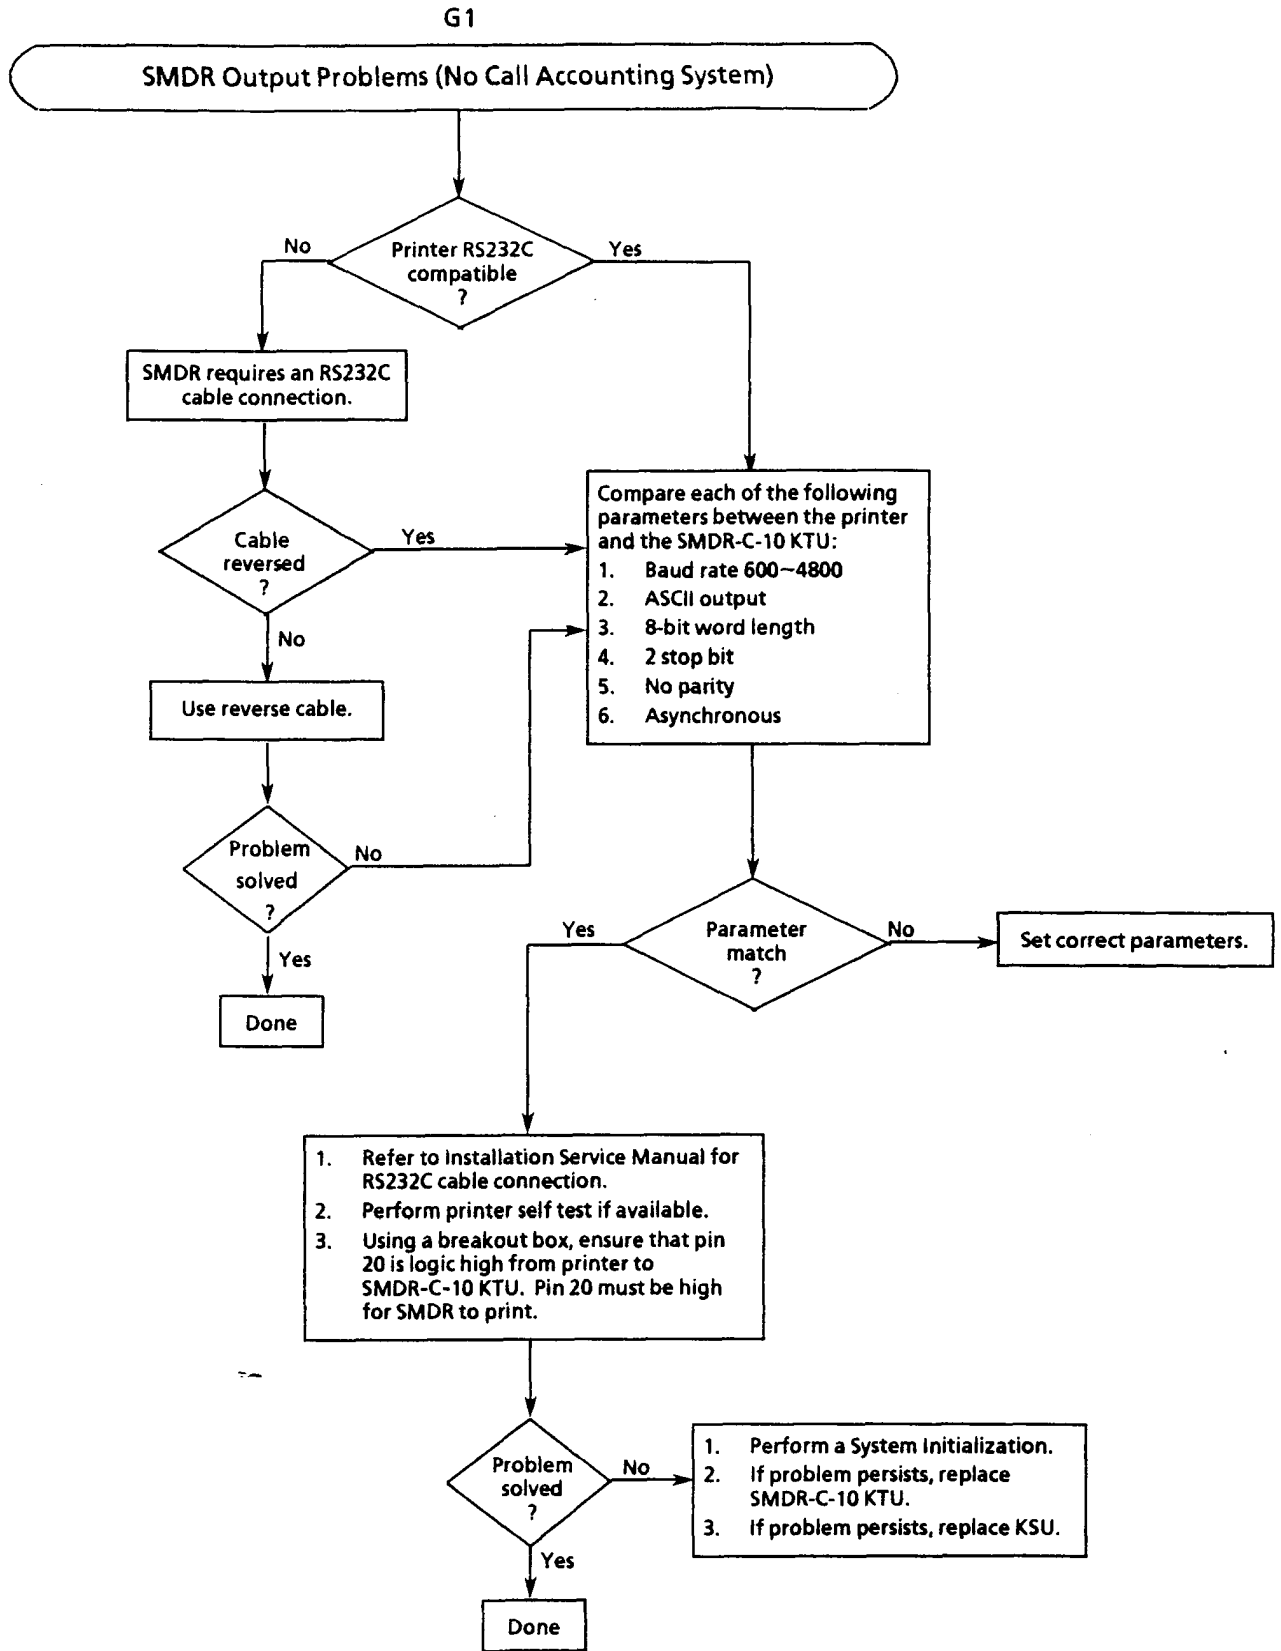 G1
SMDR Output Problems (No Call Accounting System)
No
Printer RS232C
compatible
?
Yes
SMDR requires an RS232C
cable connection.
Cable
reversed
?
Yes
No
Use reverse cable.
Problem
solved
?
No
Yes
Done
Compare each of the following
parameters between the printer
and the SMDR-C-10 KTU:
1. Baud rate 600~4800
2. ASCII output
3. 8-bit word length
4. 2 stop bit
5. No parity
6. Asynchronous
Yes
Parameter
match
?
No
Set correct parameters.
1. Refer to Installation Service Manual for
RS232C cable connection.
2. Perform printer self test if available.
3. Using a breakout box, ensure that pin
20 is logic high from printer to
SMDR-C-10 KTU. Pin 20 must be high
for SMDR to print.
Problem
solved
?
No
Yes
Done
1. Perform a System Initialization.
2. If problem persists, replace
SMDR-C-10 KTU.
3. If problem persists, replace KSU.